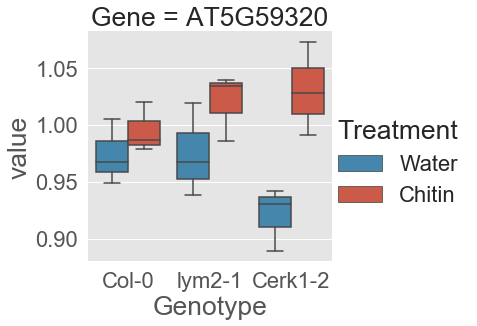 Gene = AT5G59320
1.05
1.00
0.95
0.90
value
Col-0 lym2-1 Cerk1-2
Genotype
Treatment
Water
Chitin